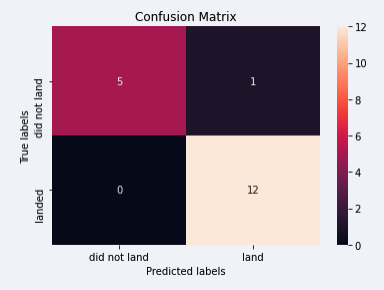 Confusion Matrix
True labels
did not land
landed
5
1
0
12
did not land
land
Predicted labels
12
10
8
6
4
2
0